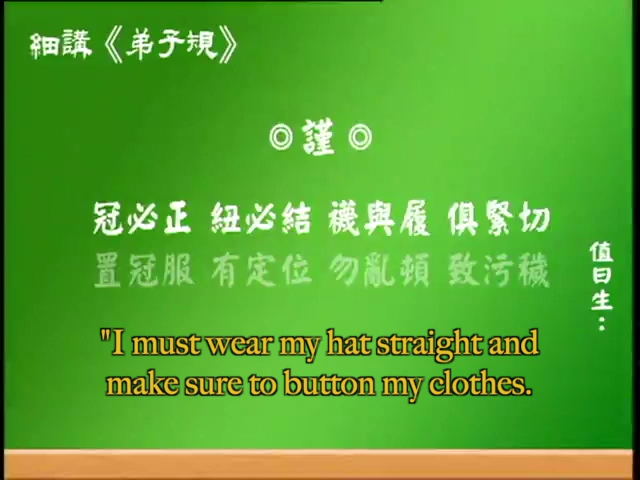 細講《弟子規》
◎謹◎
冠必正 紐必結 襪與履 俱緊切
置冠服 有定位 勿亂頓 致污穢
值日生：
"I must wear my hat straight and
make sure to button my clothes.